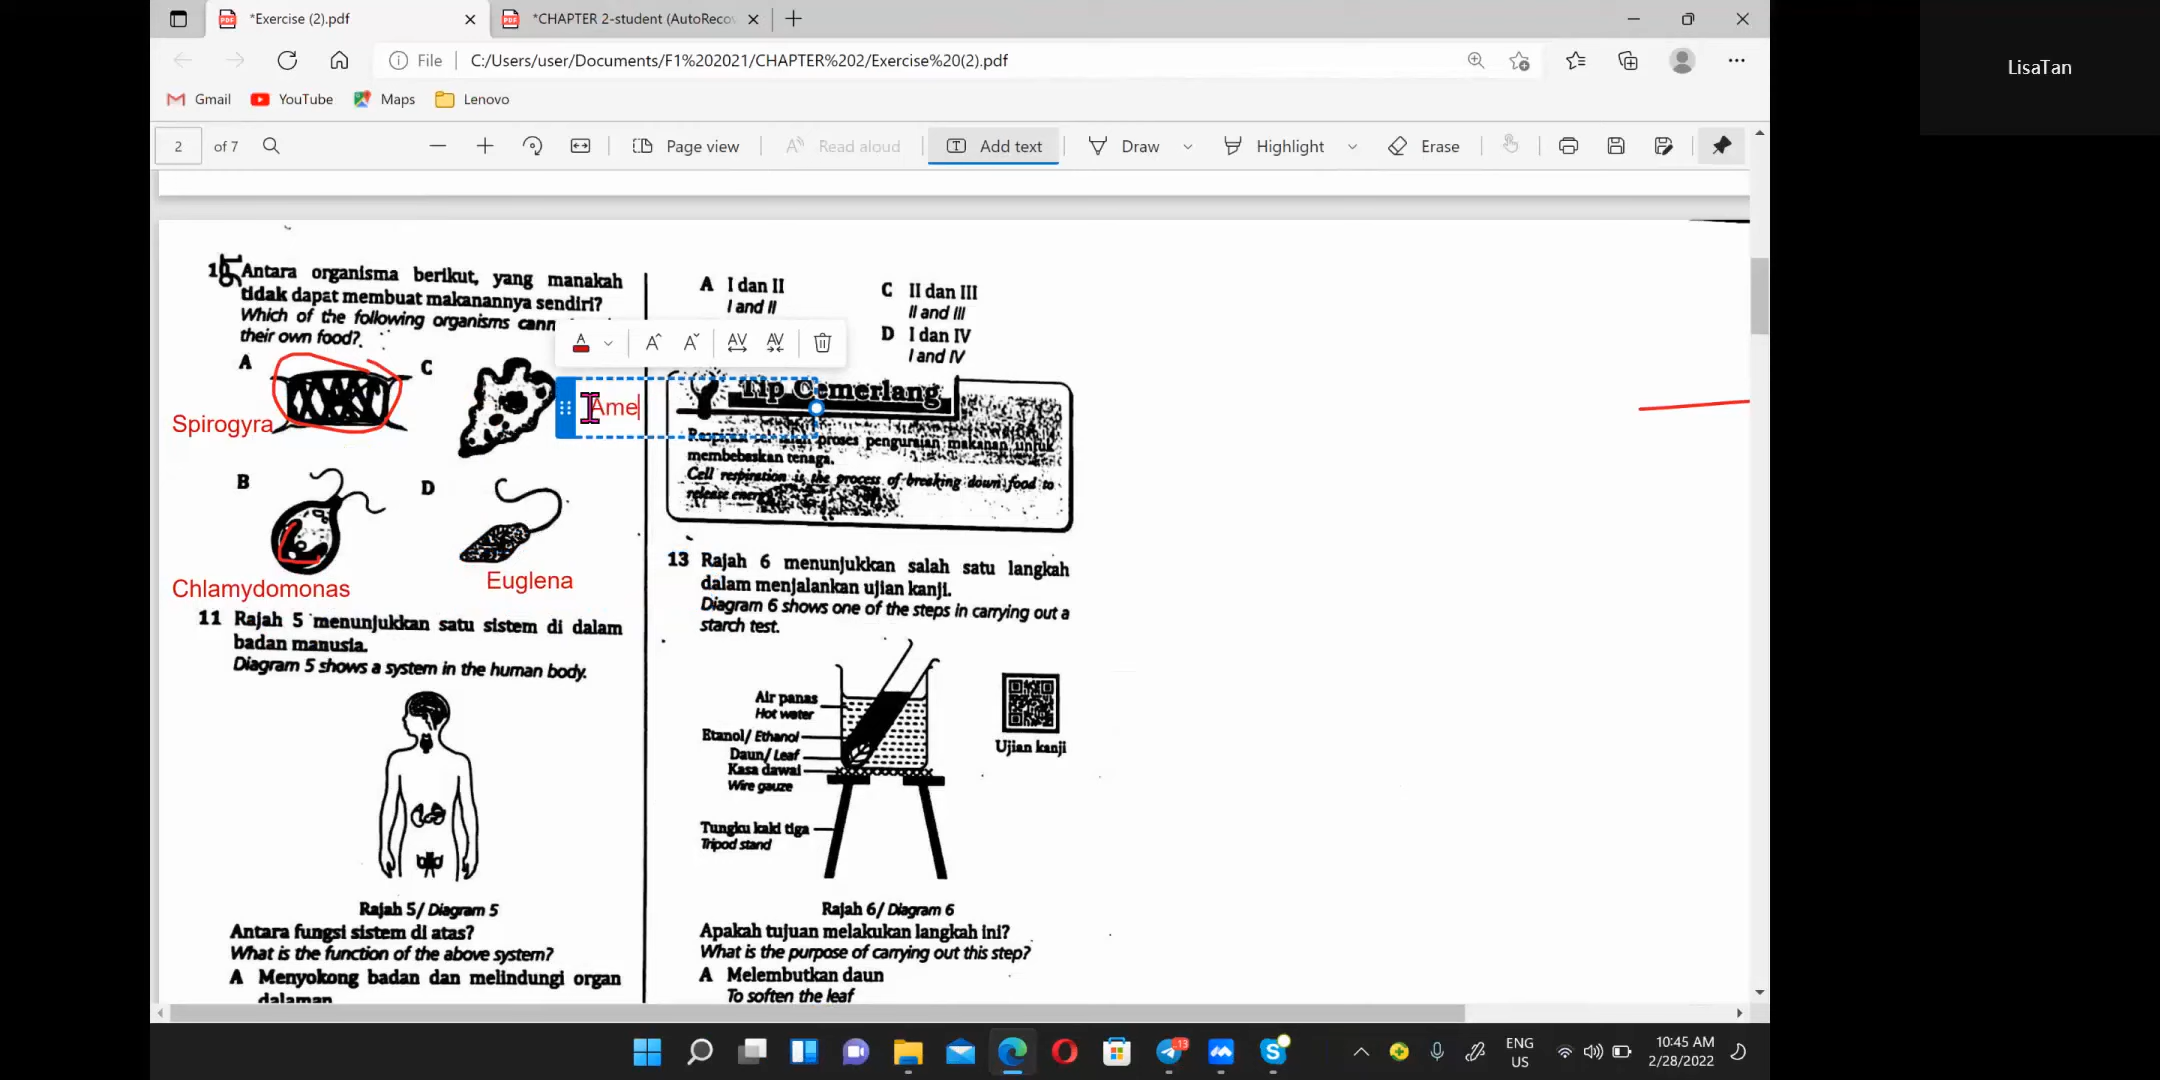 *Exercise (2).pdf
*CHAPTER 2-student (AutoReco
LisaTan
File
C:/Users/user/Documents/F1%202021/CHAPTER%202/Exercise%20(2).pdf
Gmail
YouTube
Maps
Lenovo
2 of 7
Page view
Read aloud
Add text
Draw
Highlight
Erase
10 Antara organisma berikut, yang manakah
tidak dapat membuat makanannya sendiri?
Which of the following organisms
their own food?
A
C
Spirogyra
Ame
B
D
Chlamydomonas
Euglena
11 Rajah 5 menunjukkan satu sistem di dalam
badan manusia.
Diagram 5 shows a system in the human body.
Rajah 5/ Diagram 5
Antara fungsi sistem di atas?
What is the function of the above system?
A Menyokong badan dan melindungi organ
dalaman
A I dan II
I and II
C II dan III
II and III
D I dan IV
I and IV
Tip Cemerlang
proses penguraian makanan untuk
membebaskan tenaga.
Cell respiration is the process of breaking down food to
release energy
13 Rajah 6 menunjukkan salah satu langkah
dalam menjalankan ujian kanji.
Diagram 6 shows one of the steps in carrying out a
starch test.
Air panas
Hot water
Etanol/ Ethanol
Daun/ Leaf
Kasa dawai
Wire gauze
Tungku kaki tiga
Tripod stand
Ujian kanji
Rajah 6/ Diagram 6
Apakah tujuan melakukan langkah ini?
What is the purpose of carrying out this step?
A Melembutkan daun
To soften the leaf
13
ENG
US
10:45 AM
2/28/2022